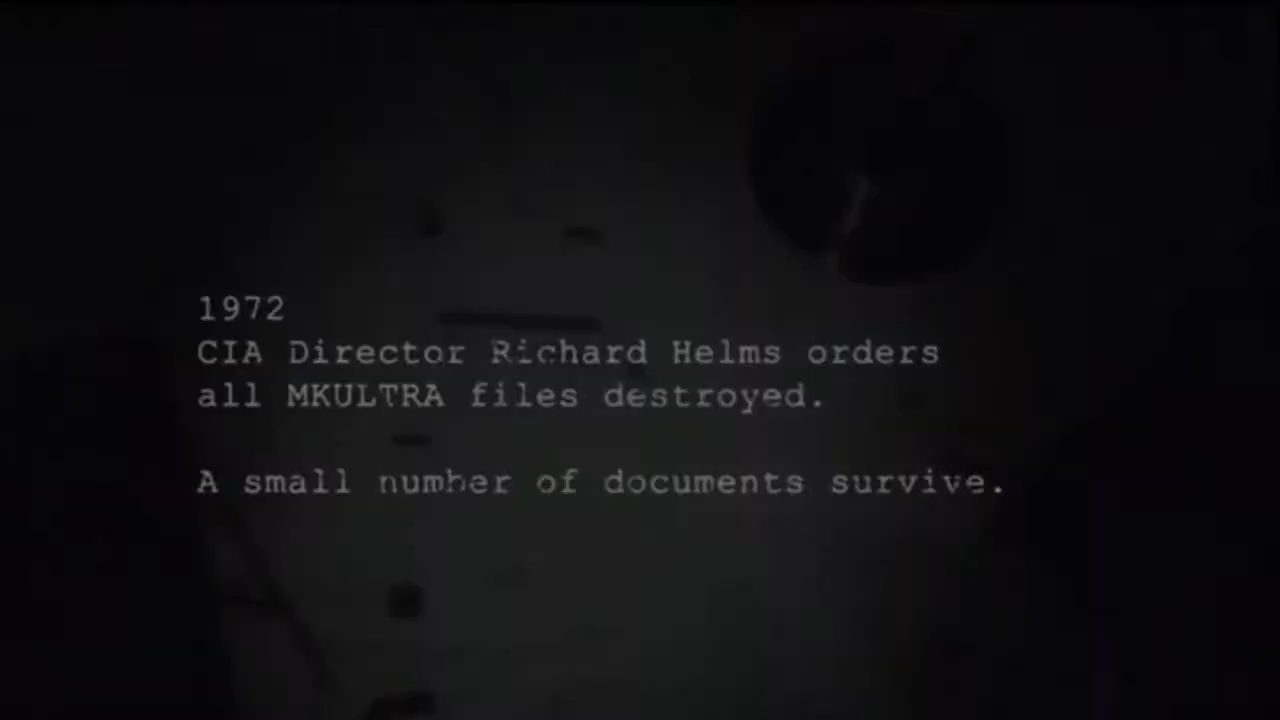 1972
CIA Director Richard Helms orders
all MKULTRA files destroyed.
A small number of documents survive.